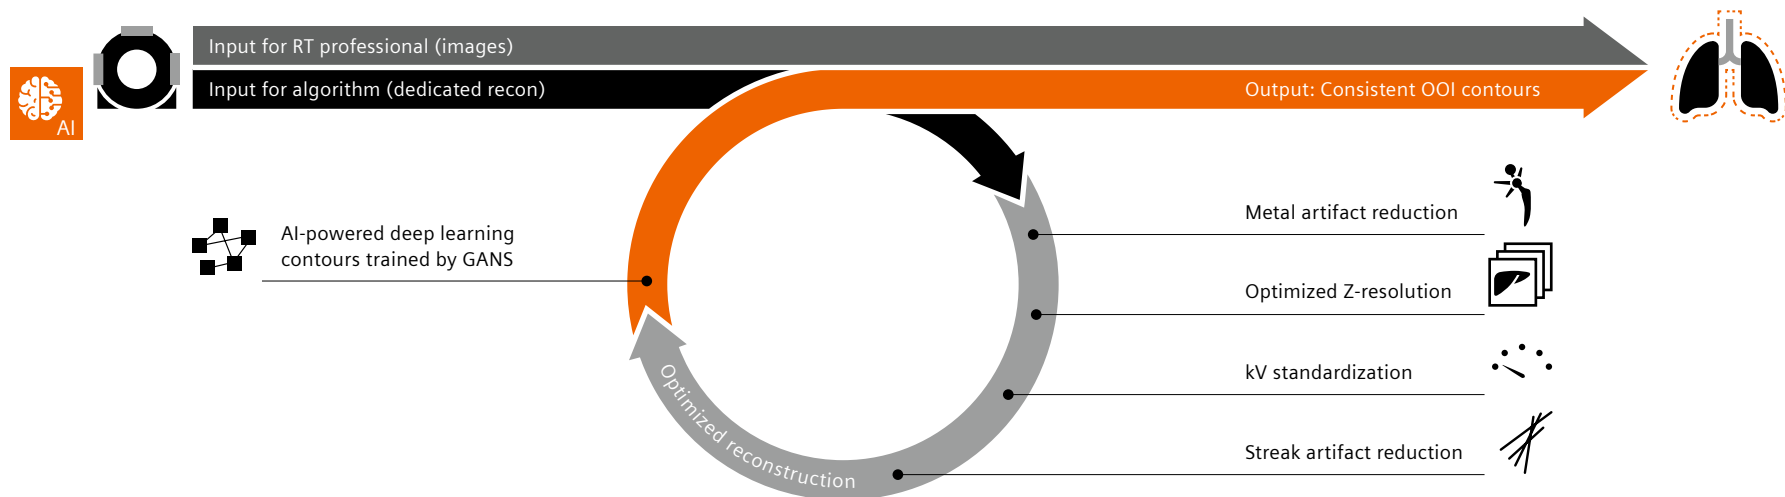 Input for RT professional (images)
AI
Input for algorithm (dedicated recon)
Output: Consistent OOI contours
Metal artifact reduction
AI-powered deep learning
contours trained by GANS
Optimized Z-resolution
kV standardization
Optimized reconstruction
Streak artifact reduction